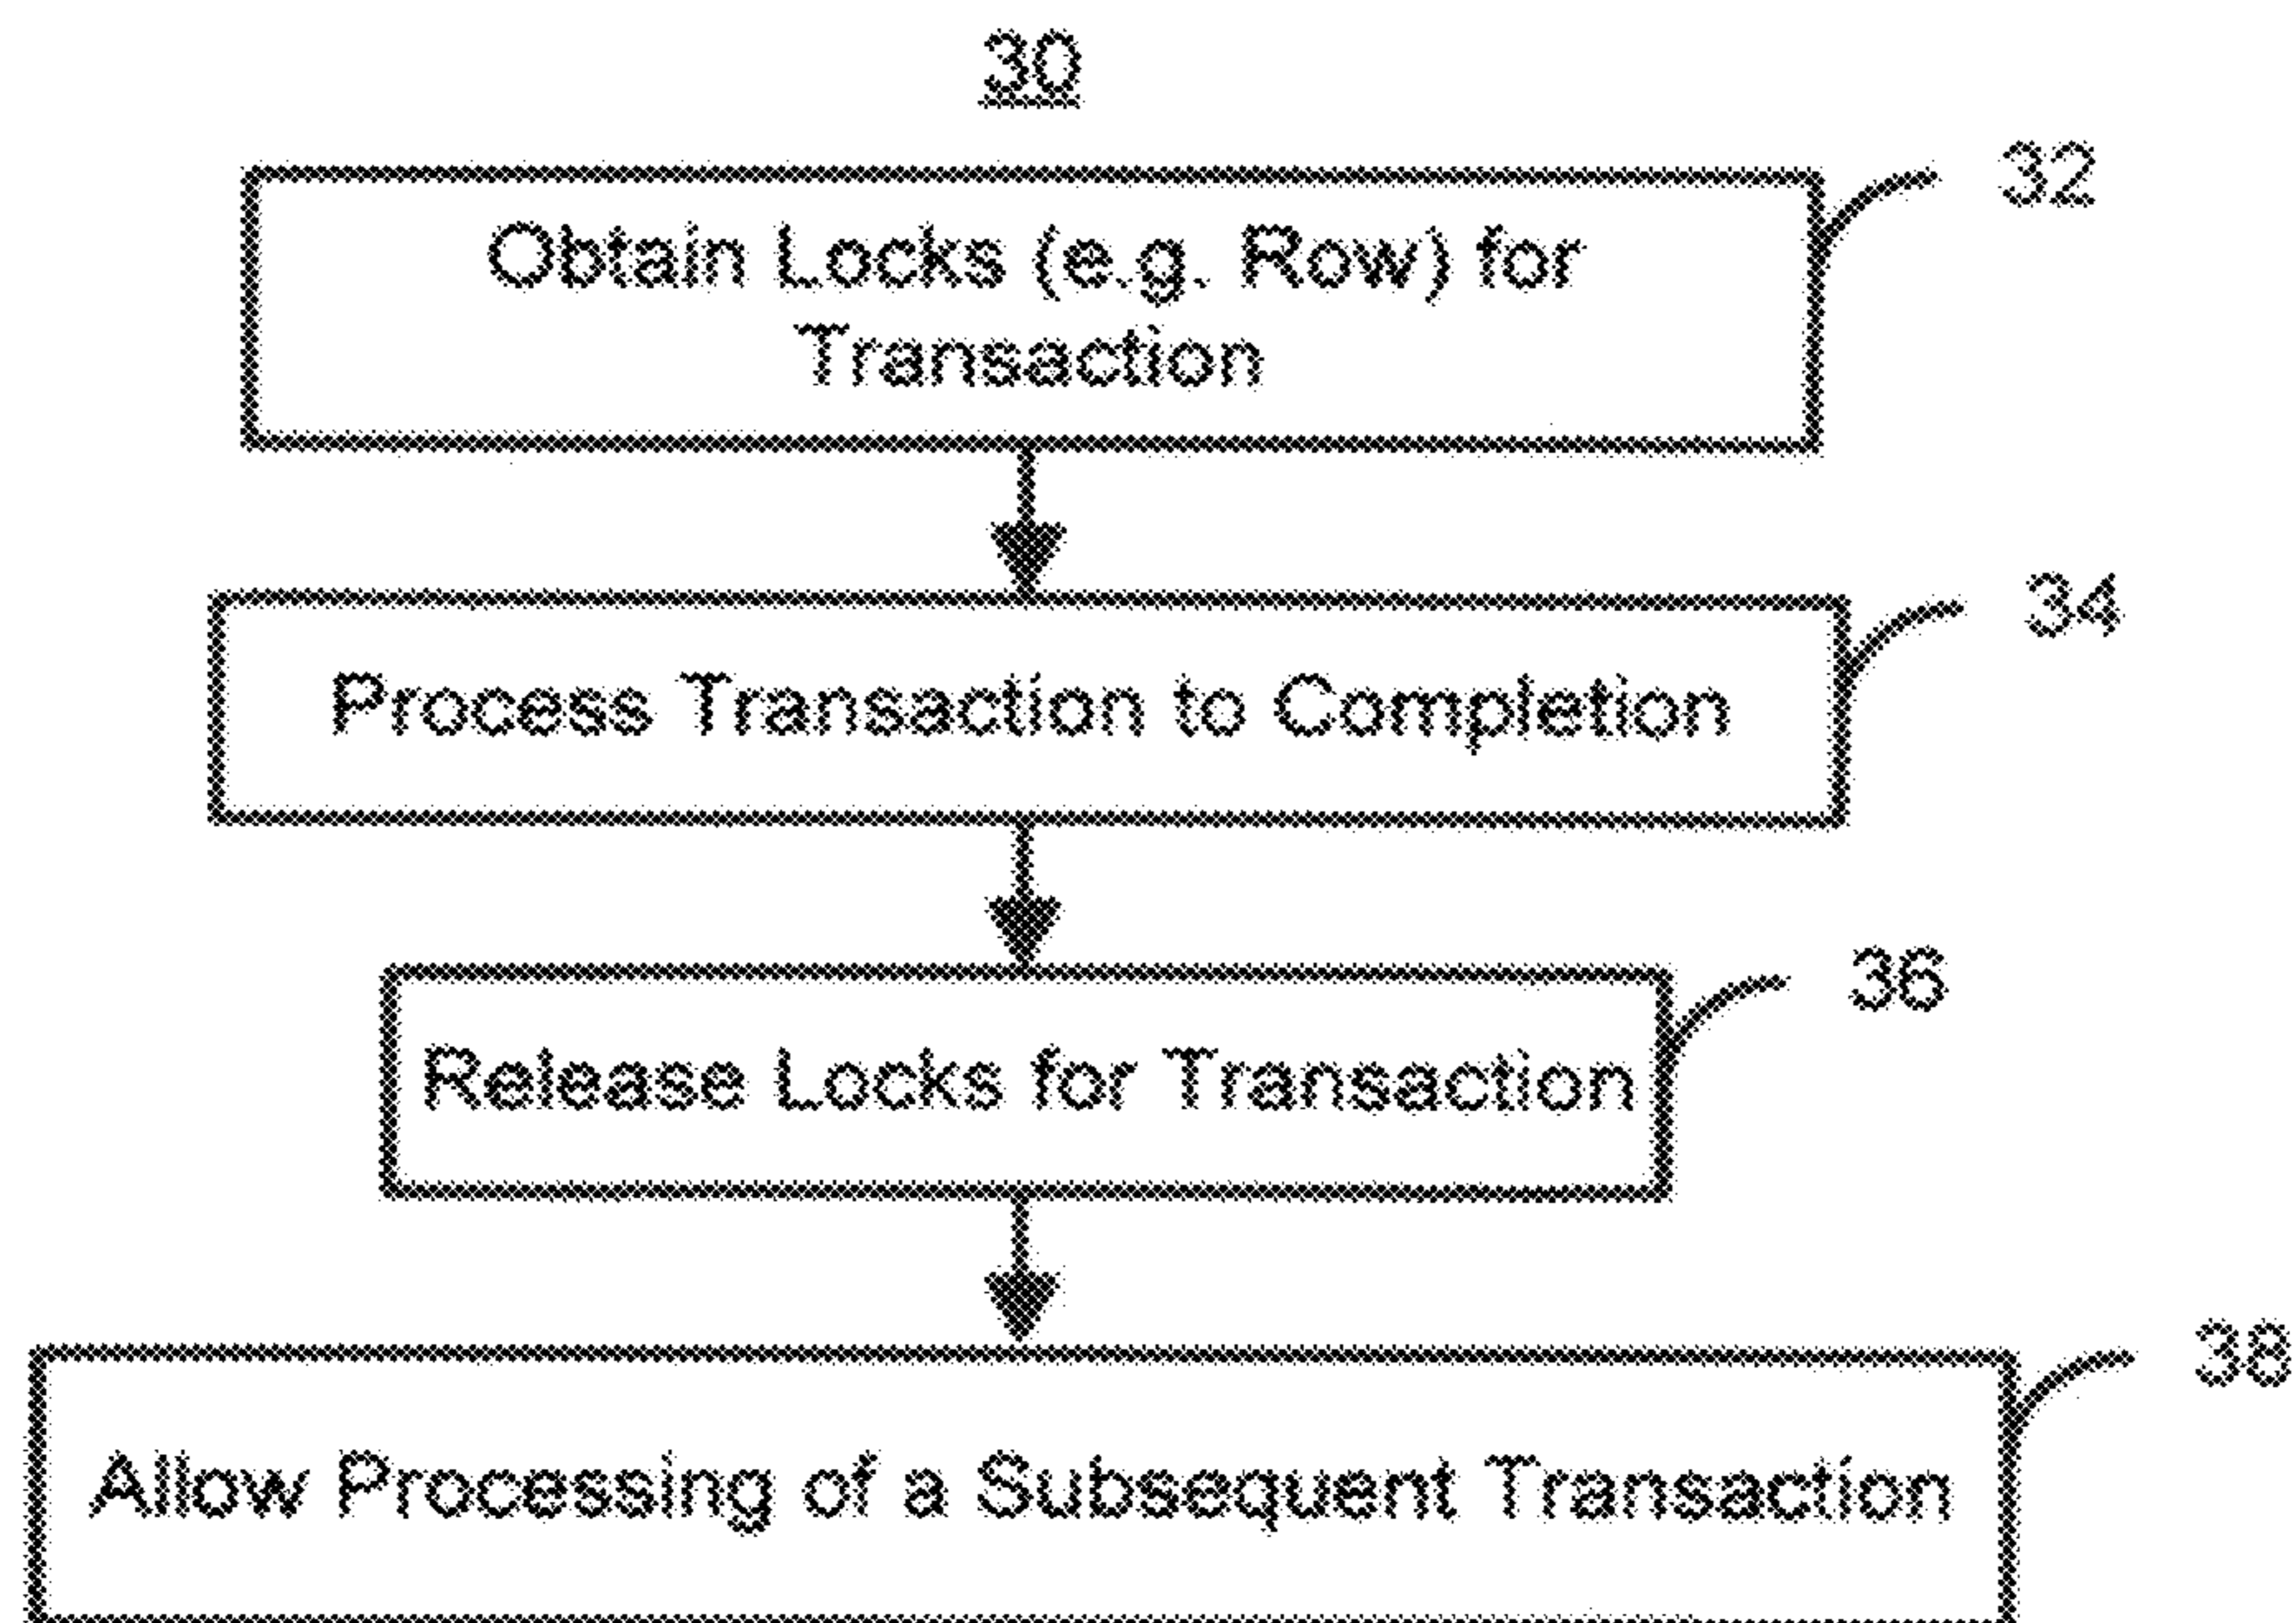 30
32
Obtain Locks (e.g. Row) for
Transaction
34
Process Transaction to Completion
36
Release Locks for Transaction
38
Allow Processing of a Subsequent Transaction